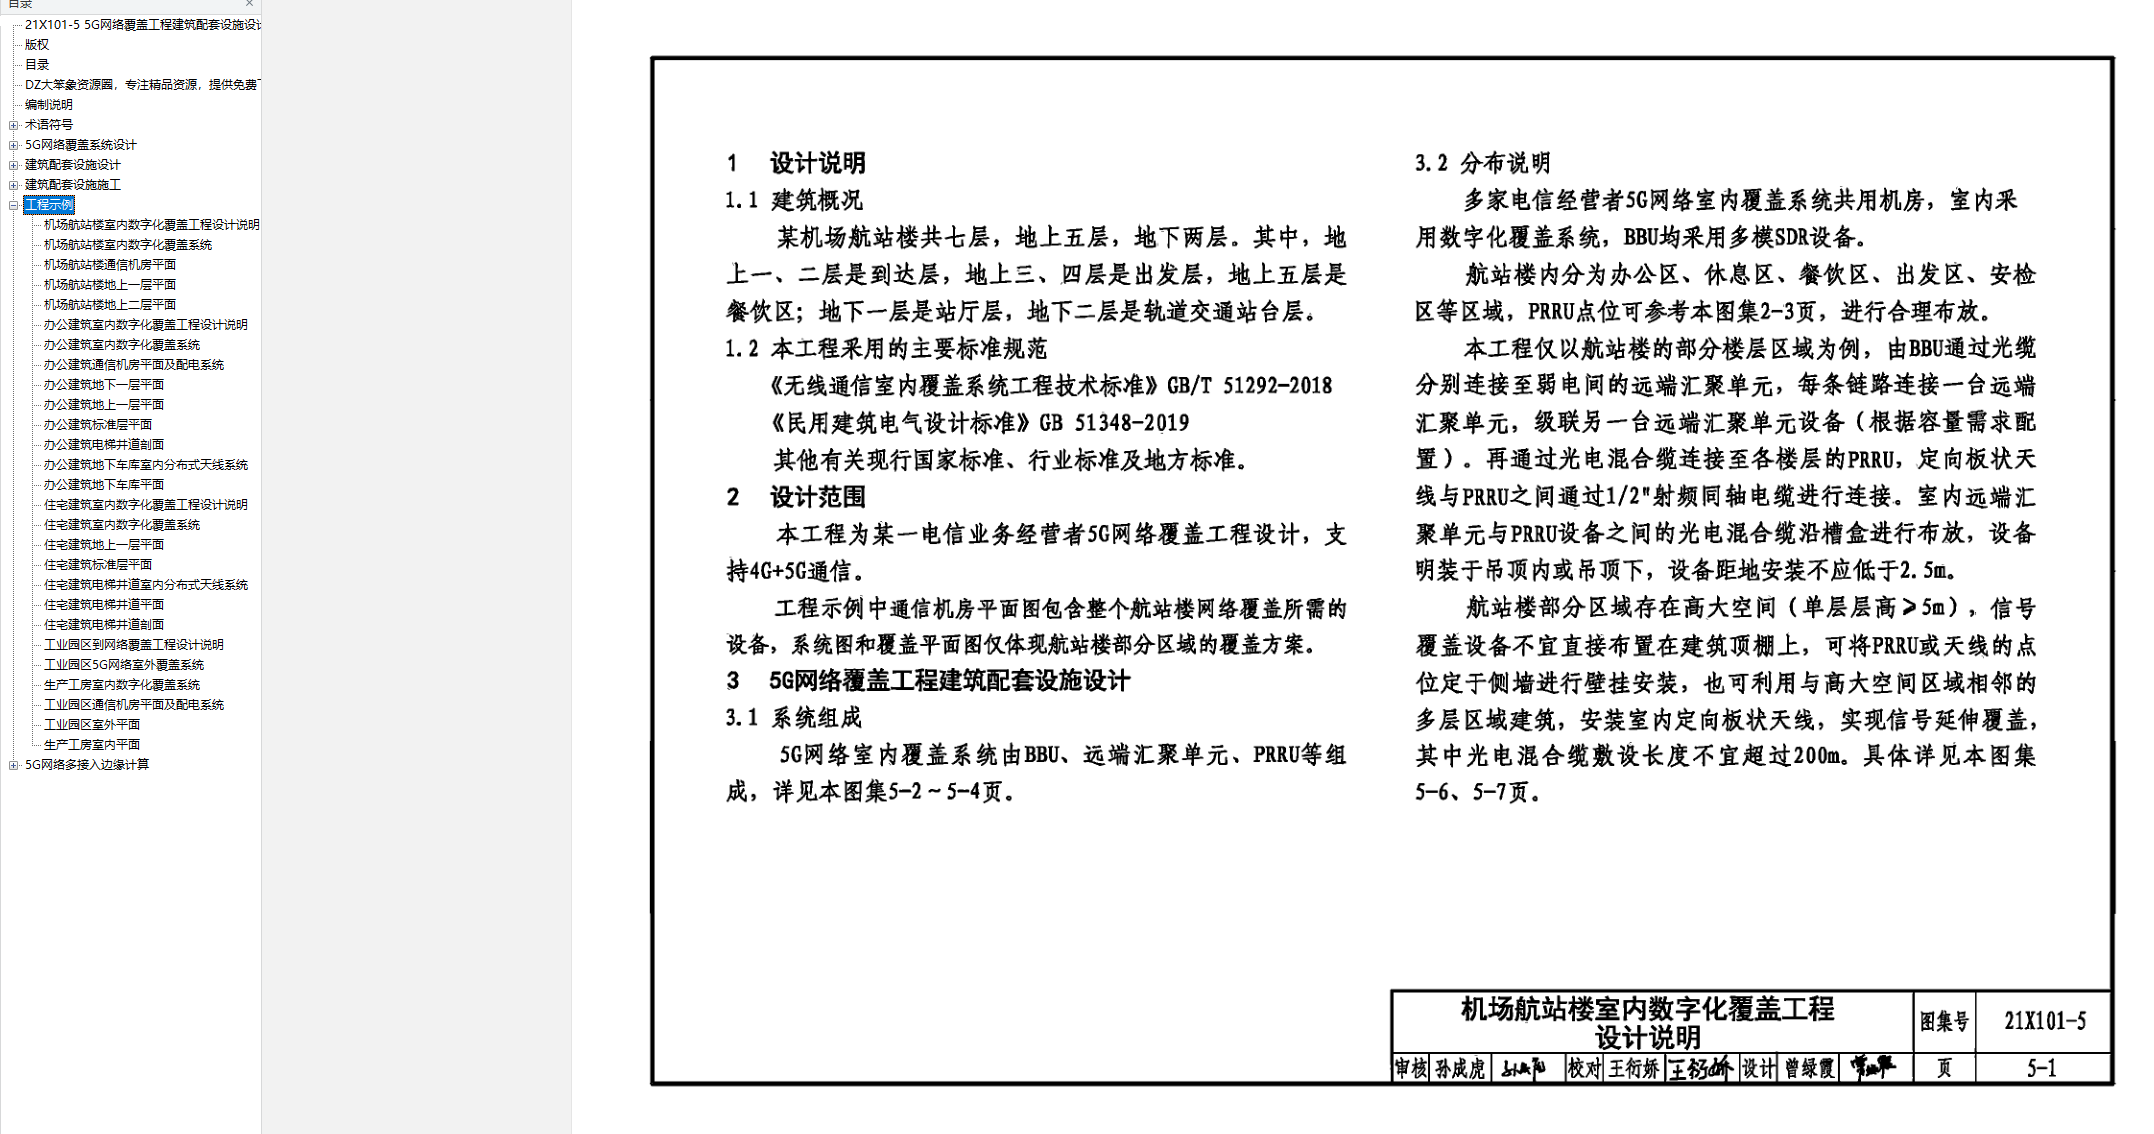 目录
21X101-5 5G网络覆盖工程建筑配套设施设
版权
目录
DZ大笨象资源圈，专注精品资源，提供免费
编制说明
术语符号
5G网络覆盖系统设计
建筑配套设施设计
建筑配套设施施工
工程示例
机场航站楼室内数字化覆盖工程设计说明
机场航站楼室内数字化覆盖系统
机场航站楼通信机房平面
机场航站楼地上一层平面
机场航站楼地上二层平面
办公建筑室内数字化覆盖工程设计说明
办公建筑室内数字化覆盖系统
办公建筑通信机房平面及配电系统
办公建筑地下一层平面
办公建筑地上一层平面
办公建筑标准层平面
办公建筑电梯井道剖面
办公建筑地下车库室内分布式天线系统
办公建筑地下车库平面
住宅建筑室内数字化覆盖工程设计说明
住宅建筑室内数字化覆盖系统
住宅建筑地上一层平面
住宅建筑标准层平面
住宅建筑电梯井道室内分布式天线系统
住宅建筑电梯井道平面
住宅建筑电梯井道剖面
工业园区到网络覆盖工程设计说明
工业园区5G网络室外覆盖系统
生产工房室内数字化覆盖系统
工业园区通信机房平面及配电系统
工业园区室外平面
生产工房室内平面
5G网络多接入边缘计算
1 设计说明
1.1 建筑概况
某机场航站楼共七层，地上五层，地下两层。其中，地
上一、二层是到达层，地上三、四层是出发层，地上五层是
餐饮区；地下一层是站厅层，地下二层是轨道交通站台层。
1.2 本工程采用的主要标准规范
《无线通信室内覆盖系统工程技术标准》GB/T 51292-2018
《民用建筑电气设计标准》GB 51348-2019
其他有关现行国家标准、行业标准及地方标准。
2 设计范围
本工程为某一电信业务经营者5G网络覆盖工程设计，支
持4G+5G通信。
工程示例中通信机房平面图包含整个航站楼网络覆盖所需的
设备，系统图和覆盖平面图仅体现航站楼部分区域的覆盖方案。
3 5G网络覆盖工程建筑配套设施设计
3.1 系统组成
5G网络室内覆盖系统由BBU、远端汇聚单元、PRRU等组
成，详见本图集5-2～5-4页。
3.2 分布说明
多家电信经营者5G网络室内覆盖系统共用机房，室内采
用数字化覆盖系统，BBU均采用多模SDR设备。
航站楼内分为办公区、休息区、餐饮区、出发区、安检
区等区域，PRRU点位可参考本图集2-3页，进行合理布放。
本工程仅以航站楼的部分楼层区域为例，由BBU通过光缆
分别连接至弱电间的远端汇聚单元，每条链路连接一台远端
汇聚单元，级联另一台远端汇聚单元设备（根据容量需求配
置）。再通过光电混合缆连接至各楼层的PRRU，定向板状天
线与PRRU之间通过1/2"射频同轴电缆进行连接。室内远端汇
聚单元与PRRU设备之间的光电混合缆沿槽盒进行布放，设备
明装于吊顶内或吊顶下，设备距地安装不应低于2.5m。
航站楼部分区域存在高大空间（单层层高≥5m），信号
覆盖设备不宜直接布置在建筑顶棚上，可将PRRU或天线的点
位定于侧墙进行壁挂安装，也可利用与高大空间区域相邻的
多层区域建筑，安装室内定向板状天线，实现信号延伸覆盖，
其中光电混合缆敷设长度不宜超过200m。具体详见本图集
5-6、5-7页。
机场航站楼室内数字化覆盖工程
设计说明
图集号 21X101-5
审核 孙成虎 校对 王衍娇 王衍娇 设计 曾绿霞 页 5-1